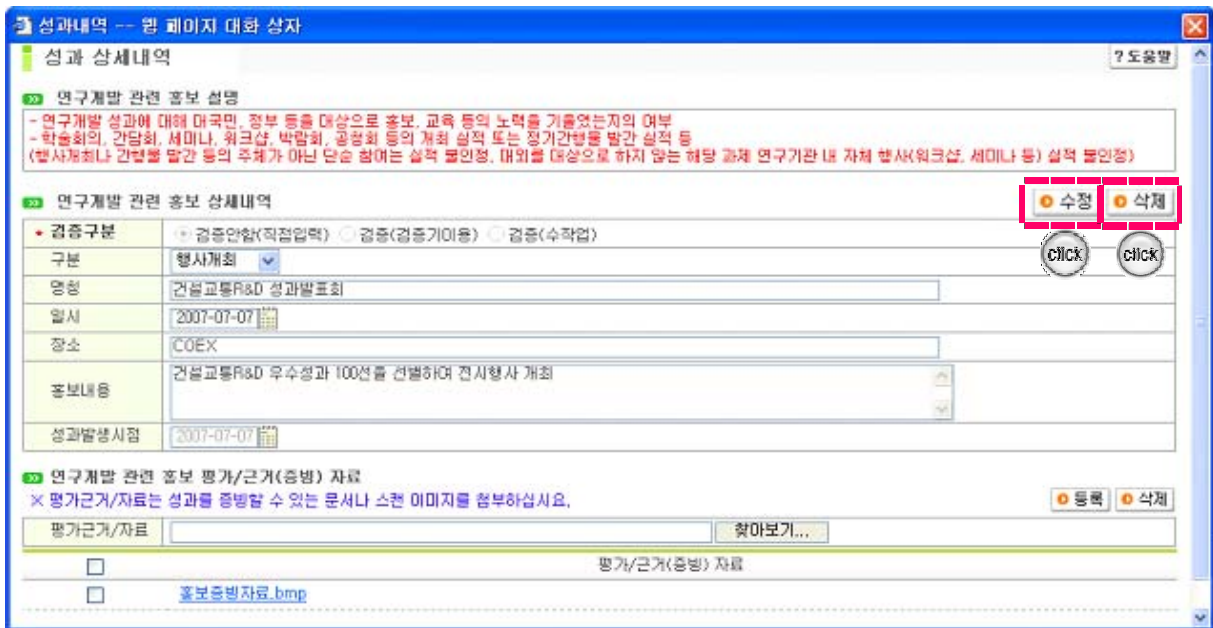 성과내역 -- 웹 페이지 대화 상자
성과 상세내역
? 도움말
연구개발 관련 홍보 설명
- 연구개발 성과에 대해 대국민, 정부 등을 대상으로 홍보, 교육 등의 노력을 기울였는지의 여부
- 학술회의, 간담회, 세미나, 워크샵, 박람회, 공청회 등의 개최 실적 또는 정기간행물 발간 실적 등
(행사개최나 간행물 발간 등의 주체가 아닌 단순 참여는 실적 불인정, 대외를 대상으로 하지 않는 해당 과제 연구기관 내 자체 행사(워크샵, 세미나 등) 실적 불인정)
연구개발 관련 홍보 상세내역
수정 삭제
검증구분 검증안함(직접입력) 검증(검증기이용) 검증(수작업)
click click
구분 행사개최
명칭 건설교통R&D 성과발표회
일시 2007-07-07
장소 COEX
홍보내용 건설교통R&D 우수성과 100선을 선별하여 전시행사 개최
성과발생시점 2007-07-07
연구개발 관련 홍보 평가/근거(증빙) 자료
※ 평가근거/자료는 성과를 증빙할 수 있는 문서나 스캔 이미지를 첨부하십시요.
등록 삭제
평가근거/자료 찾아보기...
평가/근거(증빙) 자료
홍보증빙자료.bmp